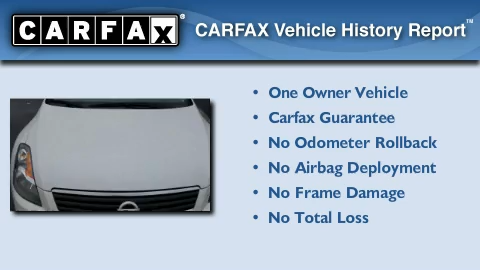 CARFAX® CARFAX Vehicle History Report™
• One Owner Vehicle
• Carfax Guarantee
• No Odometer Rollback
• No Airbag Deployment
• No Frame Damage
• No Total Loss